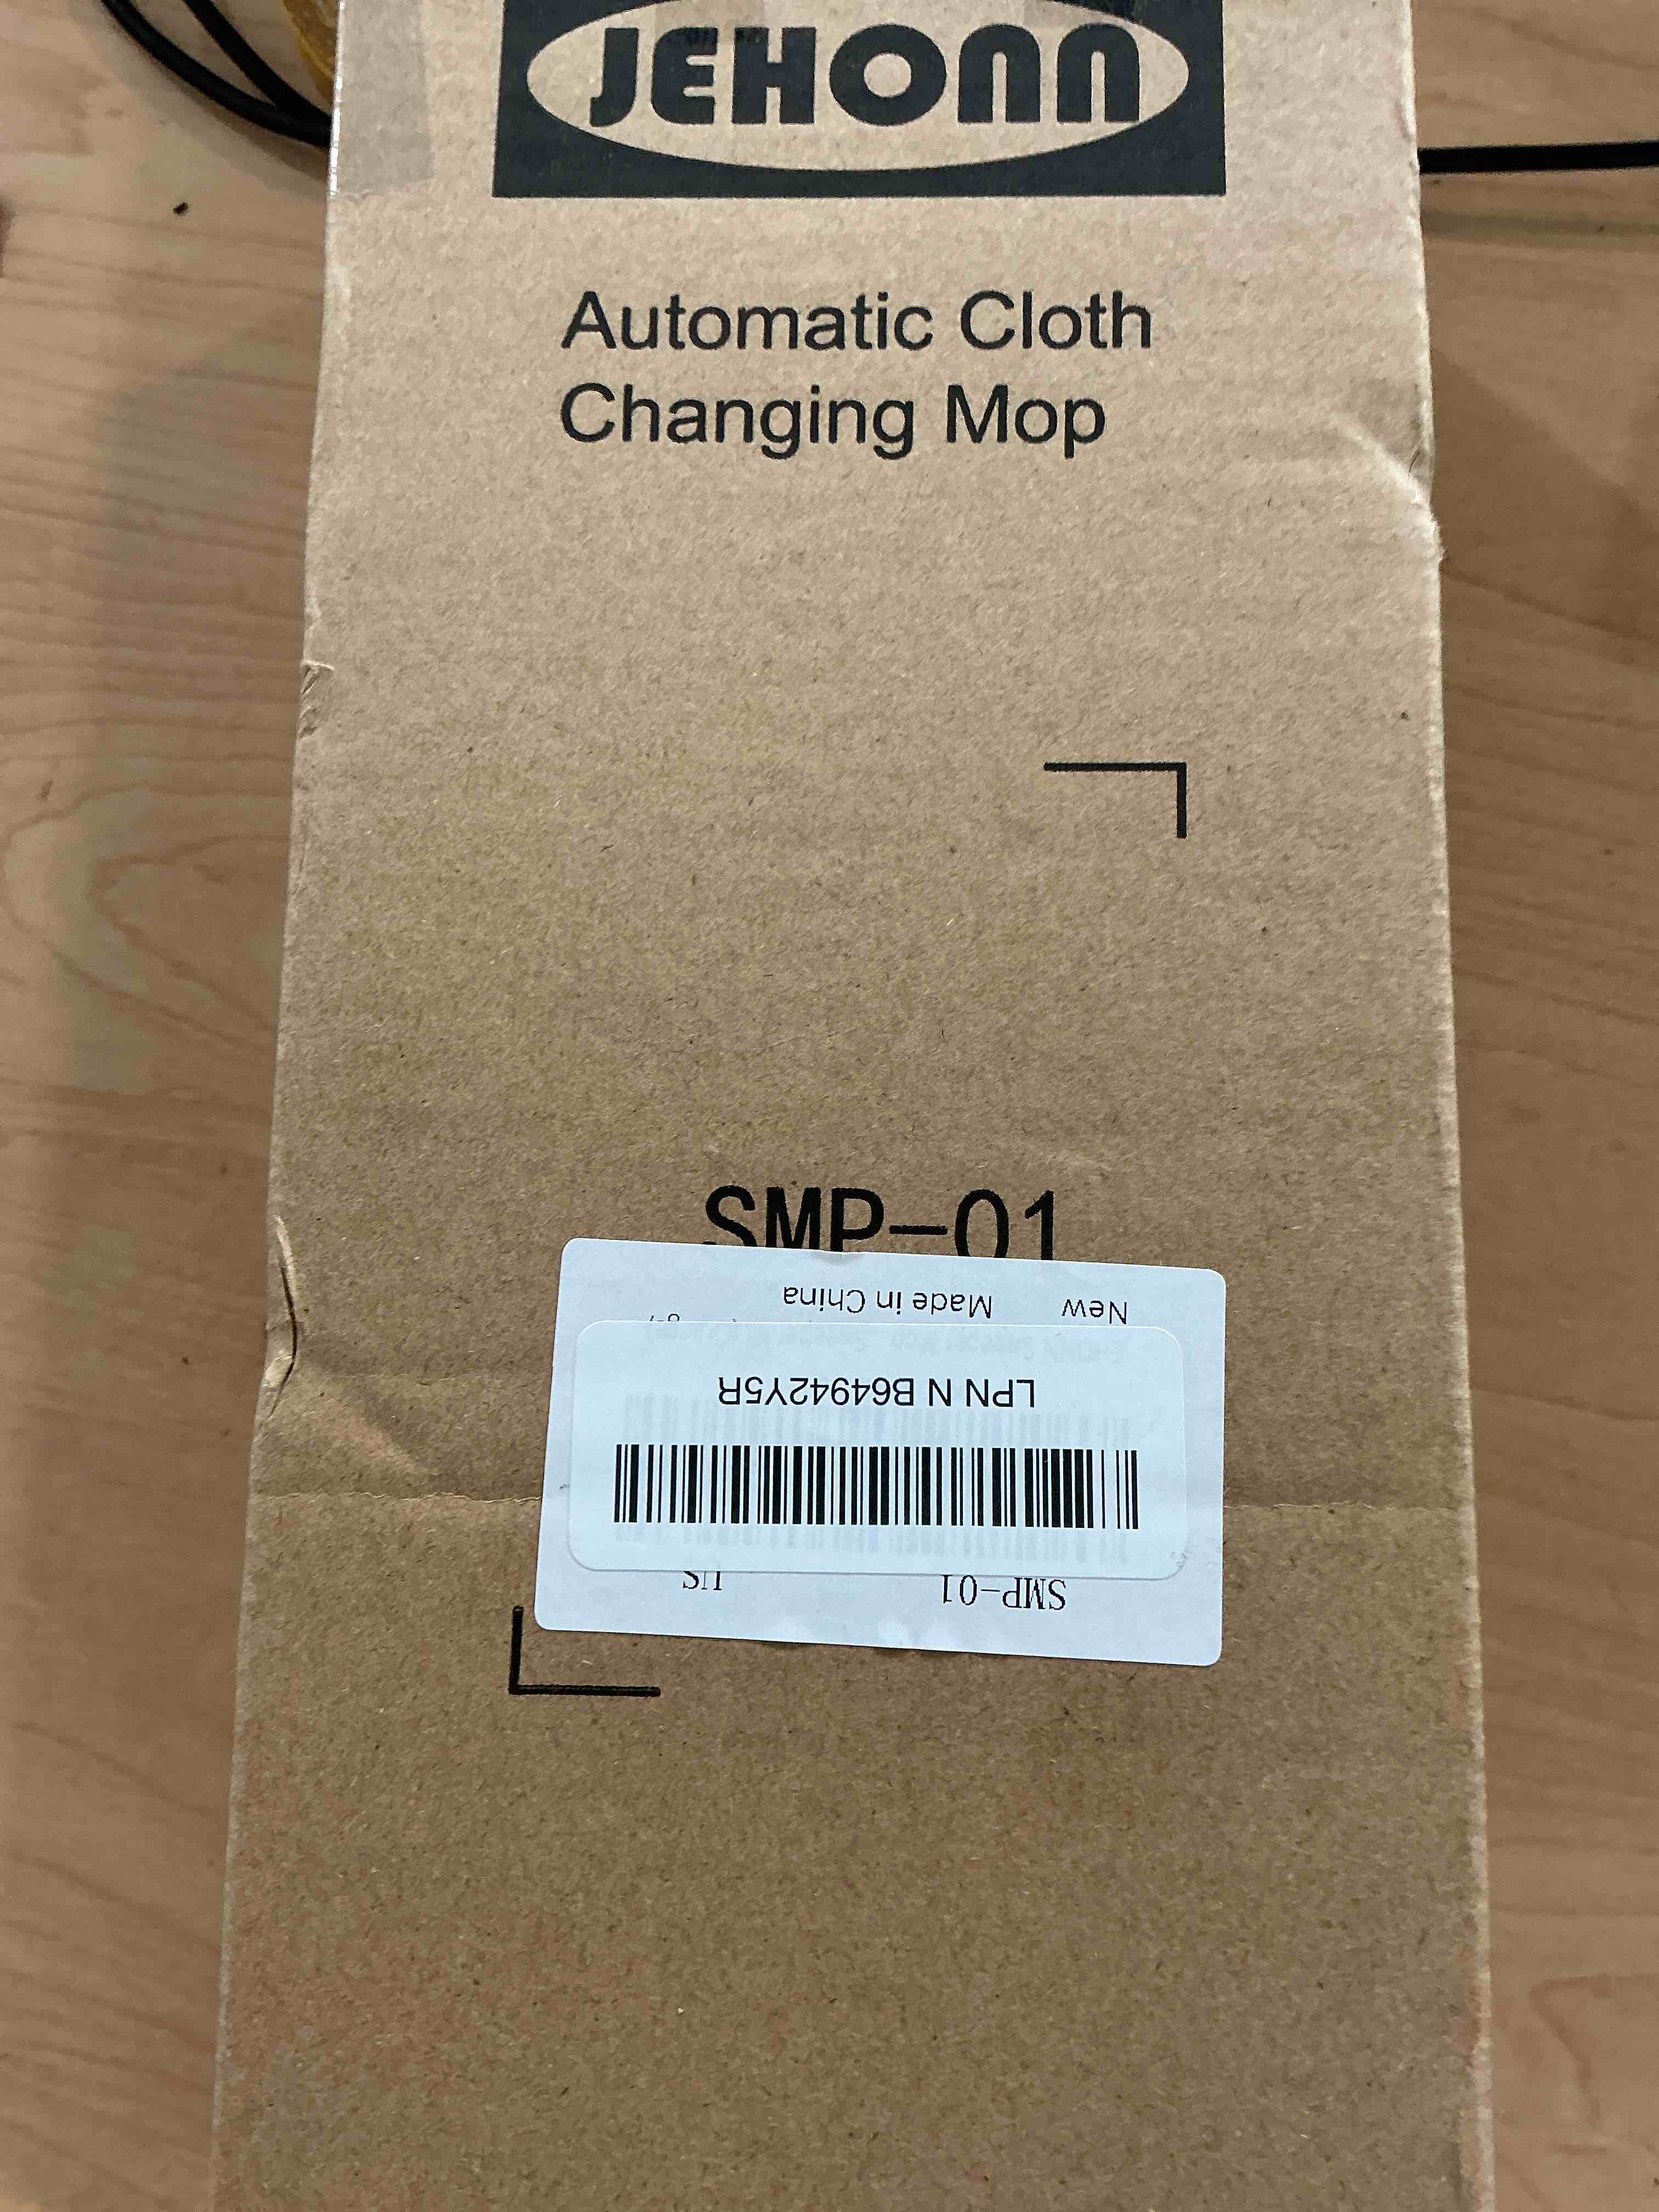 JEHONN
Automatic Cloth
Changing Mop
SMP-01
New Made in China
LPN N B64942Y5R
SMP-01 US